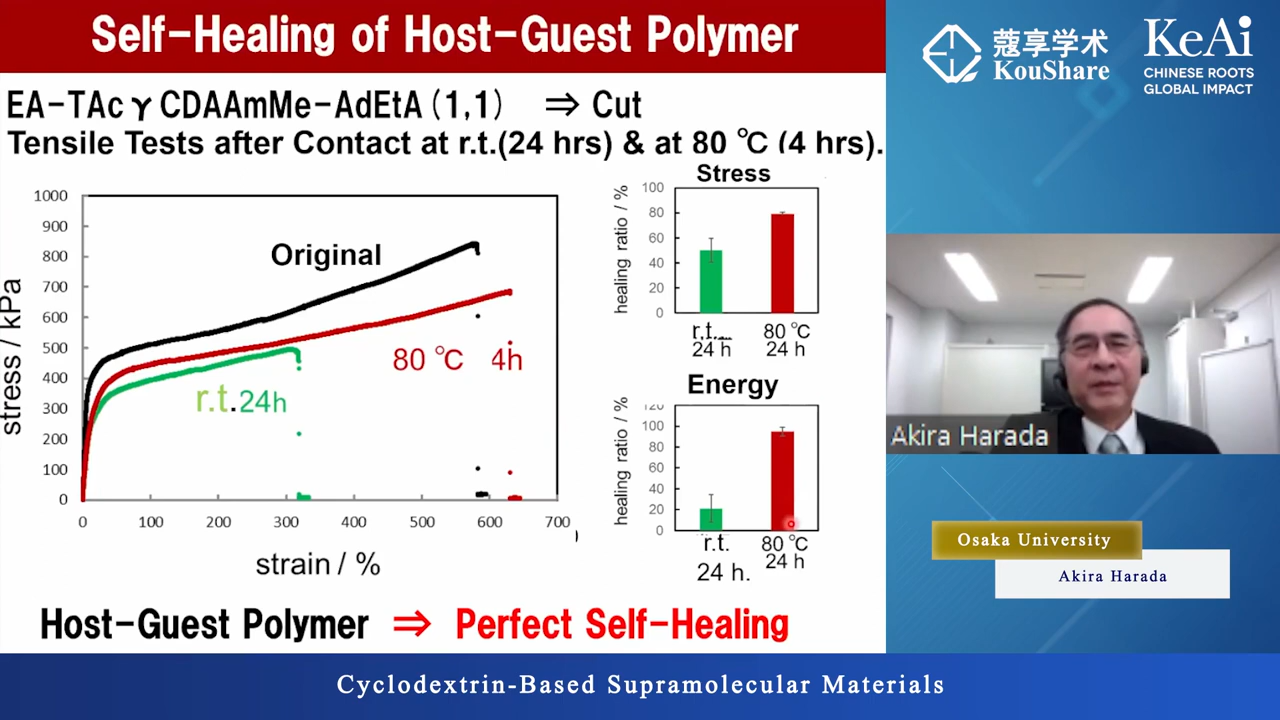 Self-Healing of Host-Guest Polymer
EA-TAc γ CDAAmMe-AdEtA (1,1) ⇒ Cut
Tensile Tests after Contact at r.t.(24 hrs) & at 80 ℃ (4 hrs).
1000
900
800
700
600
500
400
300
200
100
0
stress / kPa
0 100 200 300 400 500 600 700
strain / %
Original
80 ℃ 4h
r.t.24h
Stress
healing ratio / %
100
80
60
40
20
0
r.t. 80 ℃
24 h 24 h
Energy
healing ratio / %
120
100
80
60
40
20
0
r.t. 80 ℃
24 h. 24 h
Host-Guest Polymer ⇒ Perfect Self-Healing
蔻享学术
KouShare
KeAi
CHINESE ROOTS
GLOBAL IMPACT
Akira Harada
Osaka University
Akira Harada
Cyclodextrin-Based Supramolecular Materials